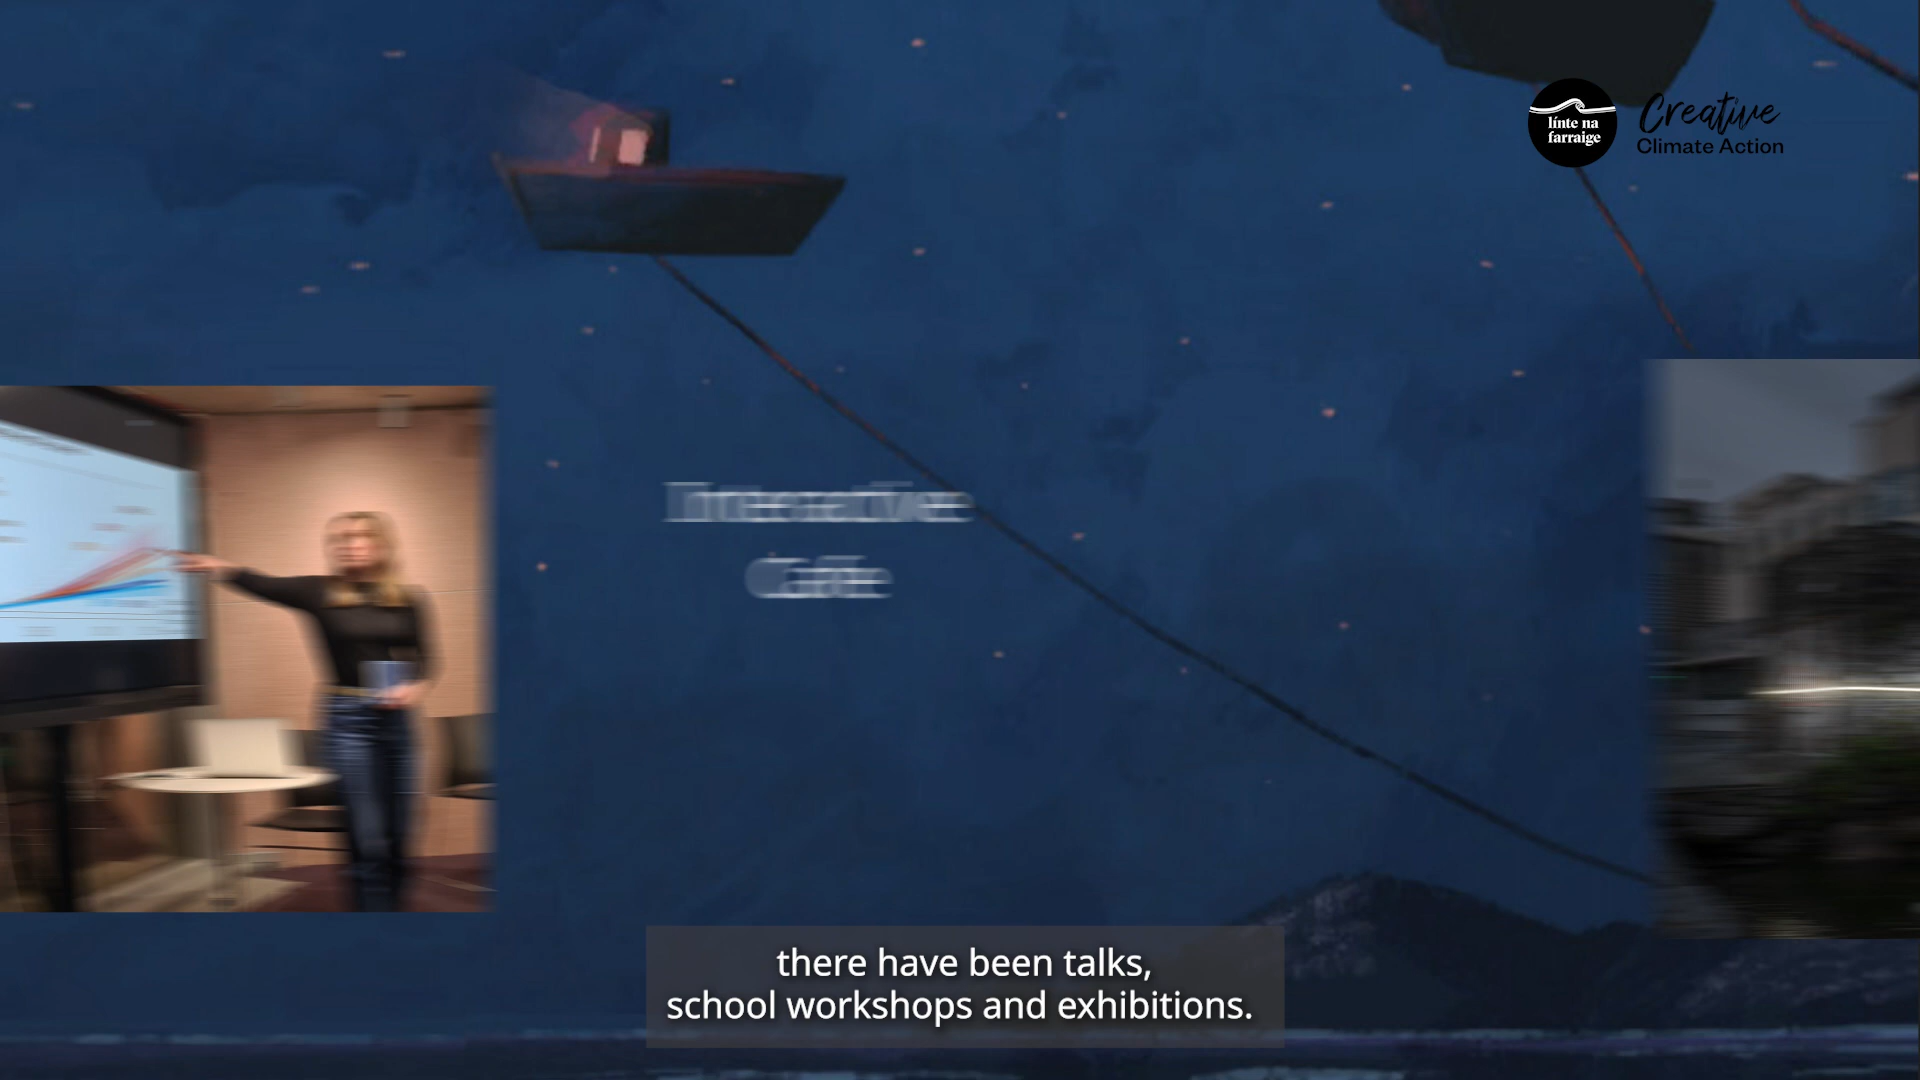 línte na
farraige
Creative
Climate Action
there have been talks,
school workshops and exhibitions.